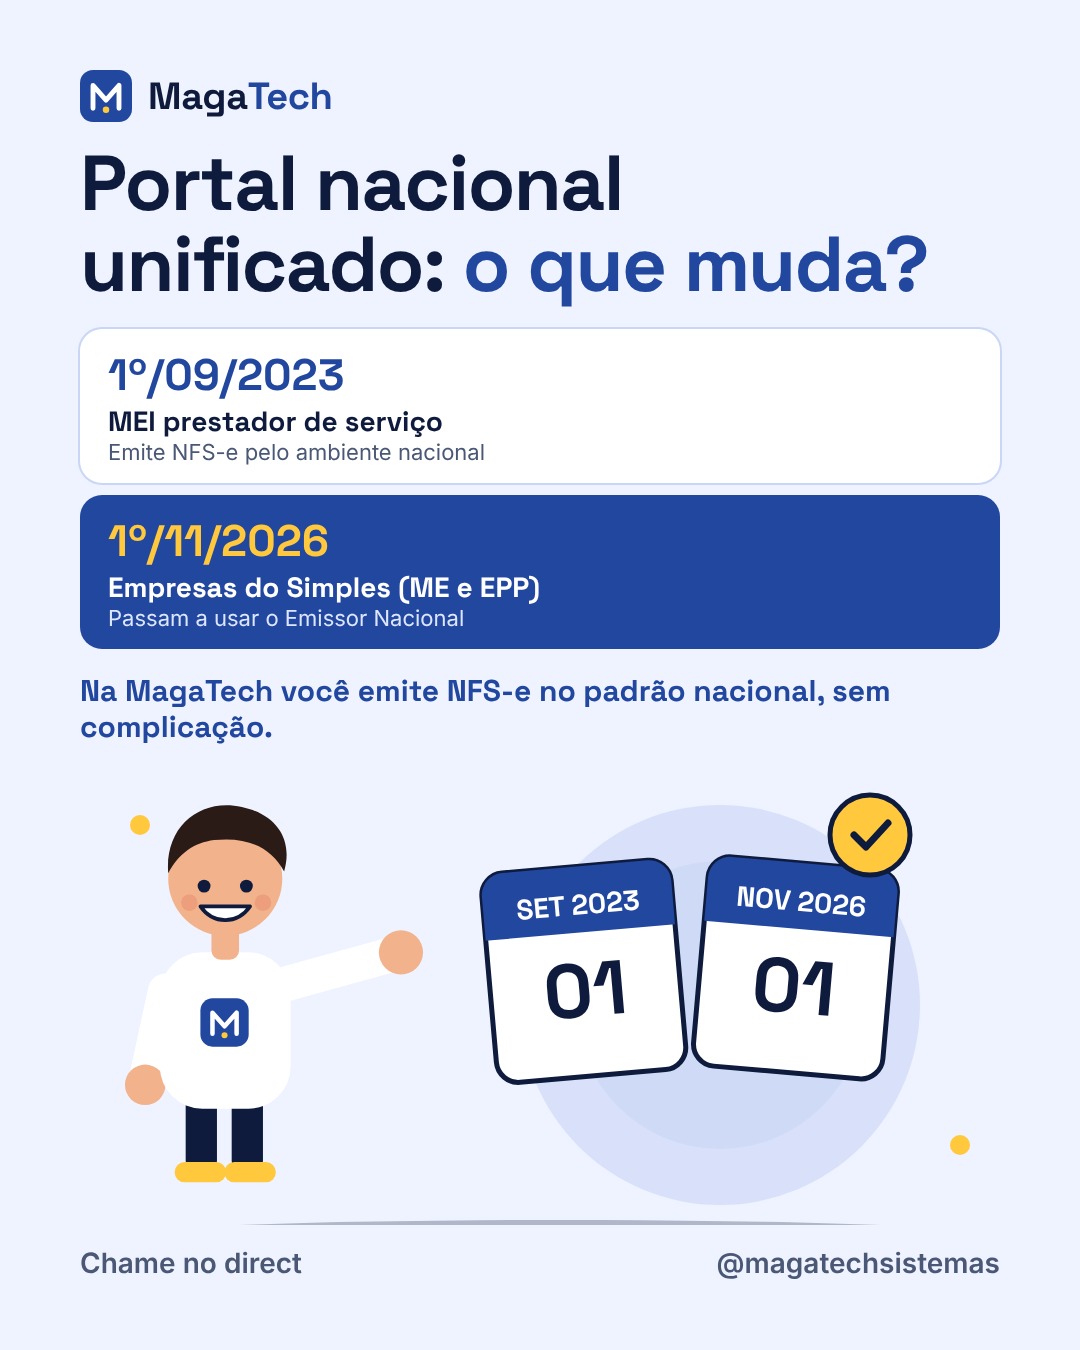 MagaTech
Portal nacional
unificado: o que muda?
1º/09/2023
MEI prestador de serviço
Emite NFS-e pelo ambiente nacional
1º/11/2026
Empresas do Simples (ME e EPP)
Passam a usar o Emissor Nacional
Na MagaTech você emite NFS-e no padrão nacional, sem
complicação.
SET 2023
01
NOV 2026
01
M
Chame no direct
@magatechsistemas